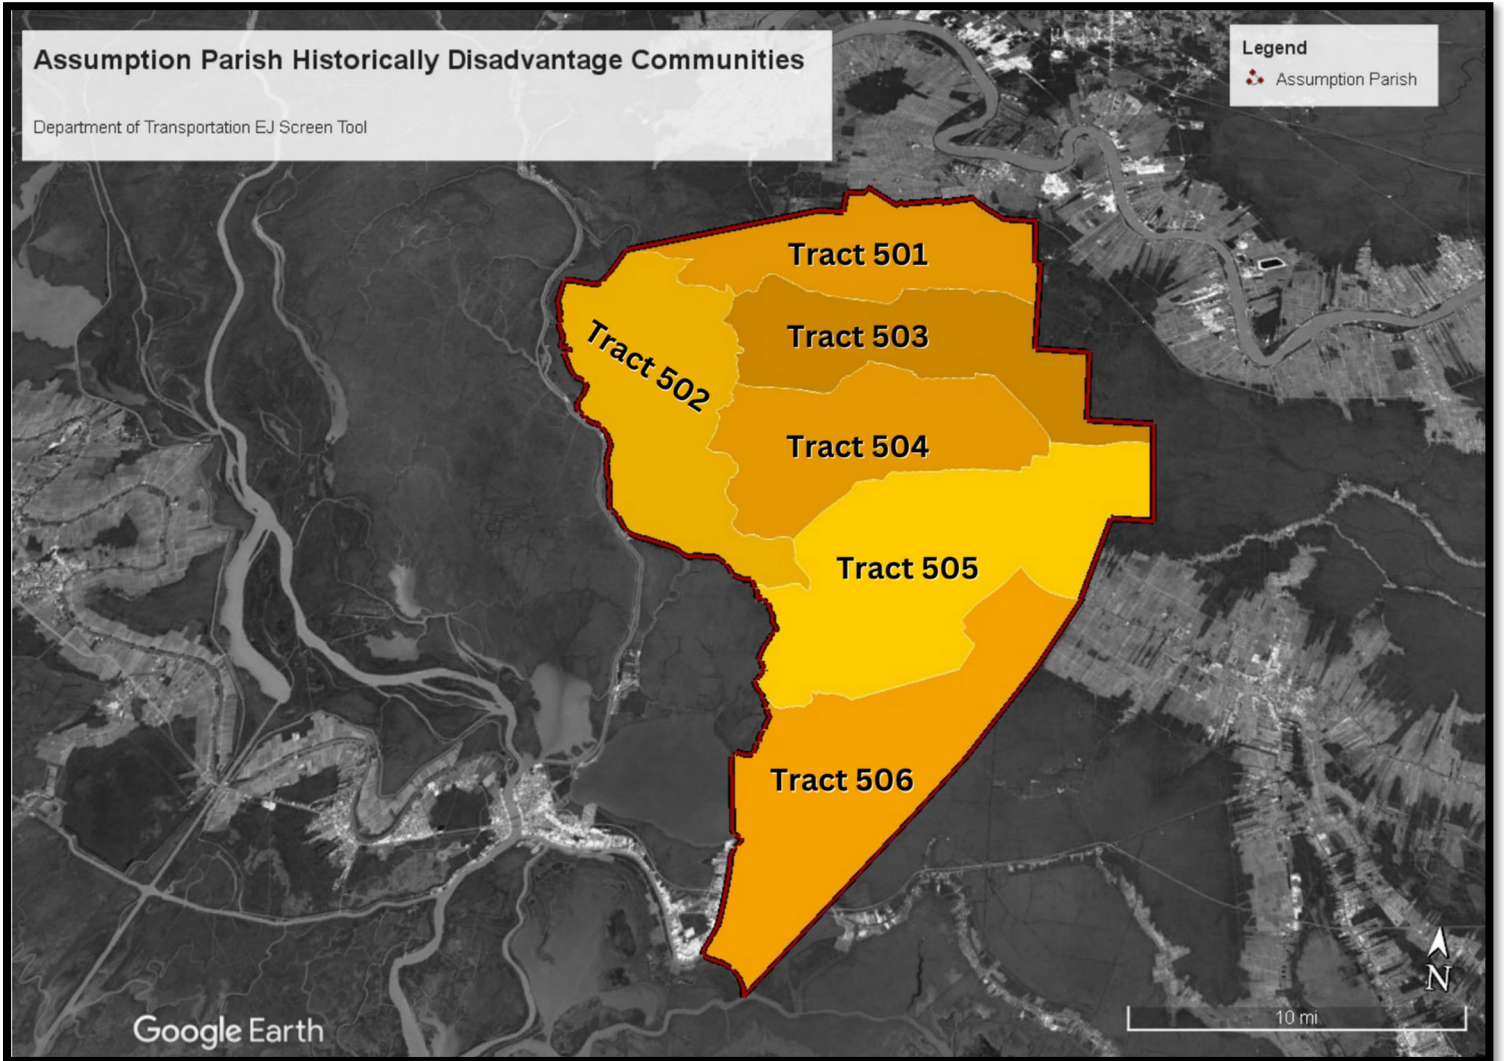 Assumption Parish Historically Disadvantage Communities
Department of Transportation EJ Screen Tool
Legend
Assumption Parish
Tract 501
Tract 503
Tract 502
Tract 504
Tract 505
Tract 506
N
10 mi
Google Earth